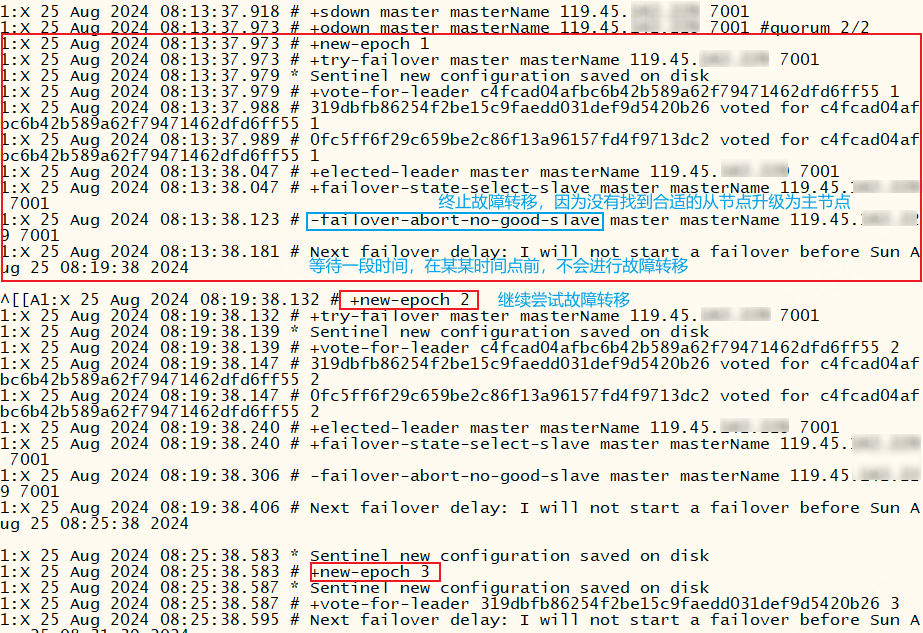 1:X 25 Aug 2024 08:13:37.918 # +sdown master masterName 119.45. 7001
1:X 25 Aug 2024 08:13:37.973 # +odown master masterName 119.45. 7001 #quorum 2/2
1:X 25 Aug 2024 08:13:37.973 # +new-epoch 1
1:X 25 Aug 2024 08:13:37.973 # +try-failover master masterName 119.45. 7001
1:X 25 Aug 2024 08:13:37.979 * Sentinel new configuration saved on disk
1:X 25 Aug 2024 08:13:37.979 # +vote-for-leader c4fcad04afbc6b42b589a62f79471462dfd6ff55 1
1:X 25 Aug 2024 08:13:37.988 # 319dbfb86254f2be15c9faedd031def9d5420b26 voted for c4fcad04af
bc6b42b589a62f79471462dfd6ff55 1
1:X 25 Aug 2024 08:13:37.989 # 0fc5ff6f29c659be2c86f13a96157fd4f9713dc2 voted for c4fcad04af
bc6b42b589a62f79471462dfd6ff55 1
1:X 25 Aug 2024 08:13:38.047 # +elected-leader master masterName 119.45. 7001
1:X 25 Aug 2024 08:13:38.047 # +failover-state-select-slave master masterName 119.45.
7001
终止故障转移，因为没有找到合适的从节点升级为主节点
1:X 25 Aug 2024 08:13:38.123 # -failover-abort-no-good-slave master masterName 119.45.
9 7001
1:X 25 Aug 2024 08:13:38.181 # Next failover delay: I will not start a failover before Sun A
ug 25 08:19:38 2024
等待一段时间，在某某时间点前，不会进行故障转移
^[[A1:X 25 Aug 2024 08:19:38.132 # +new-epoch 2 继续尝试故障转移
1:X 25 Aug 2024 08:19:38.132 # +try-failover master masterName 119.45. 7001
1:X 25 Aug 2024 08:19:38.139 * Sentinel new configuration saved on disk
1:X 25 Aug 2024 08:19:38.139 # +vote-for-leader c4fcad04afbc6b42b589a62f79471462dfd6ff55 2
1:X 25 Aug 2024 08:19:38.147 # 319dbfb86254f2be15c9faedd031def9d5420b26 voted for c4fcad04af
bc6b42b589a62f79471462dfd6ff55 2
1:X 25 Aug 2024 08:19:38.147 # 0fc5ff6f29c659be2c86f13a96157fd4f9713dc2 voted for c4fcad04af
bc6b42b589a62f79471462dfd6ff55 2
1:X 25 Aug 2024 08:19:38.240 # +elected-leader master masterName 119.45. 7001
1:X 25 Aug 2024 08:19:38.240 # +failover-state-select-slave master masterName 119.45.
7001
1:X 25 Aug 2024 08:19:38.306 # -failover-abort-no-good-slave master masterName 119.45.
9 7001
1:X 25 Aug 2024 08:19:38.406 # Next failover delay: I will not start a failover before Sun A
ug 25 08:25:38 2024
1:X 25 Aug 2024 08:25:38.583 * Sentinel new configuration saved on disk
1:X 25 Aug 2024 08:25:38.583 # +new-epoch 3
1:X 25 Aug 2024 08:25:38.587 * Sentinel new configuration saved on disk
1:X 25 Aug 2024 08:25:38.587 # +vote-for-leader 319dbfb86254f2be15c9faedd031def9d5420b26 3
1:X 25 Aug 2024 08:25:38.595 # Next failover delay: I will not start a failover before Sun A